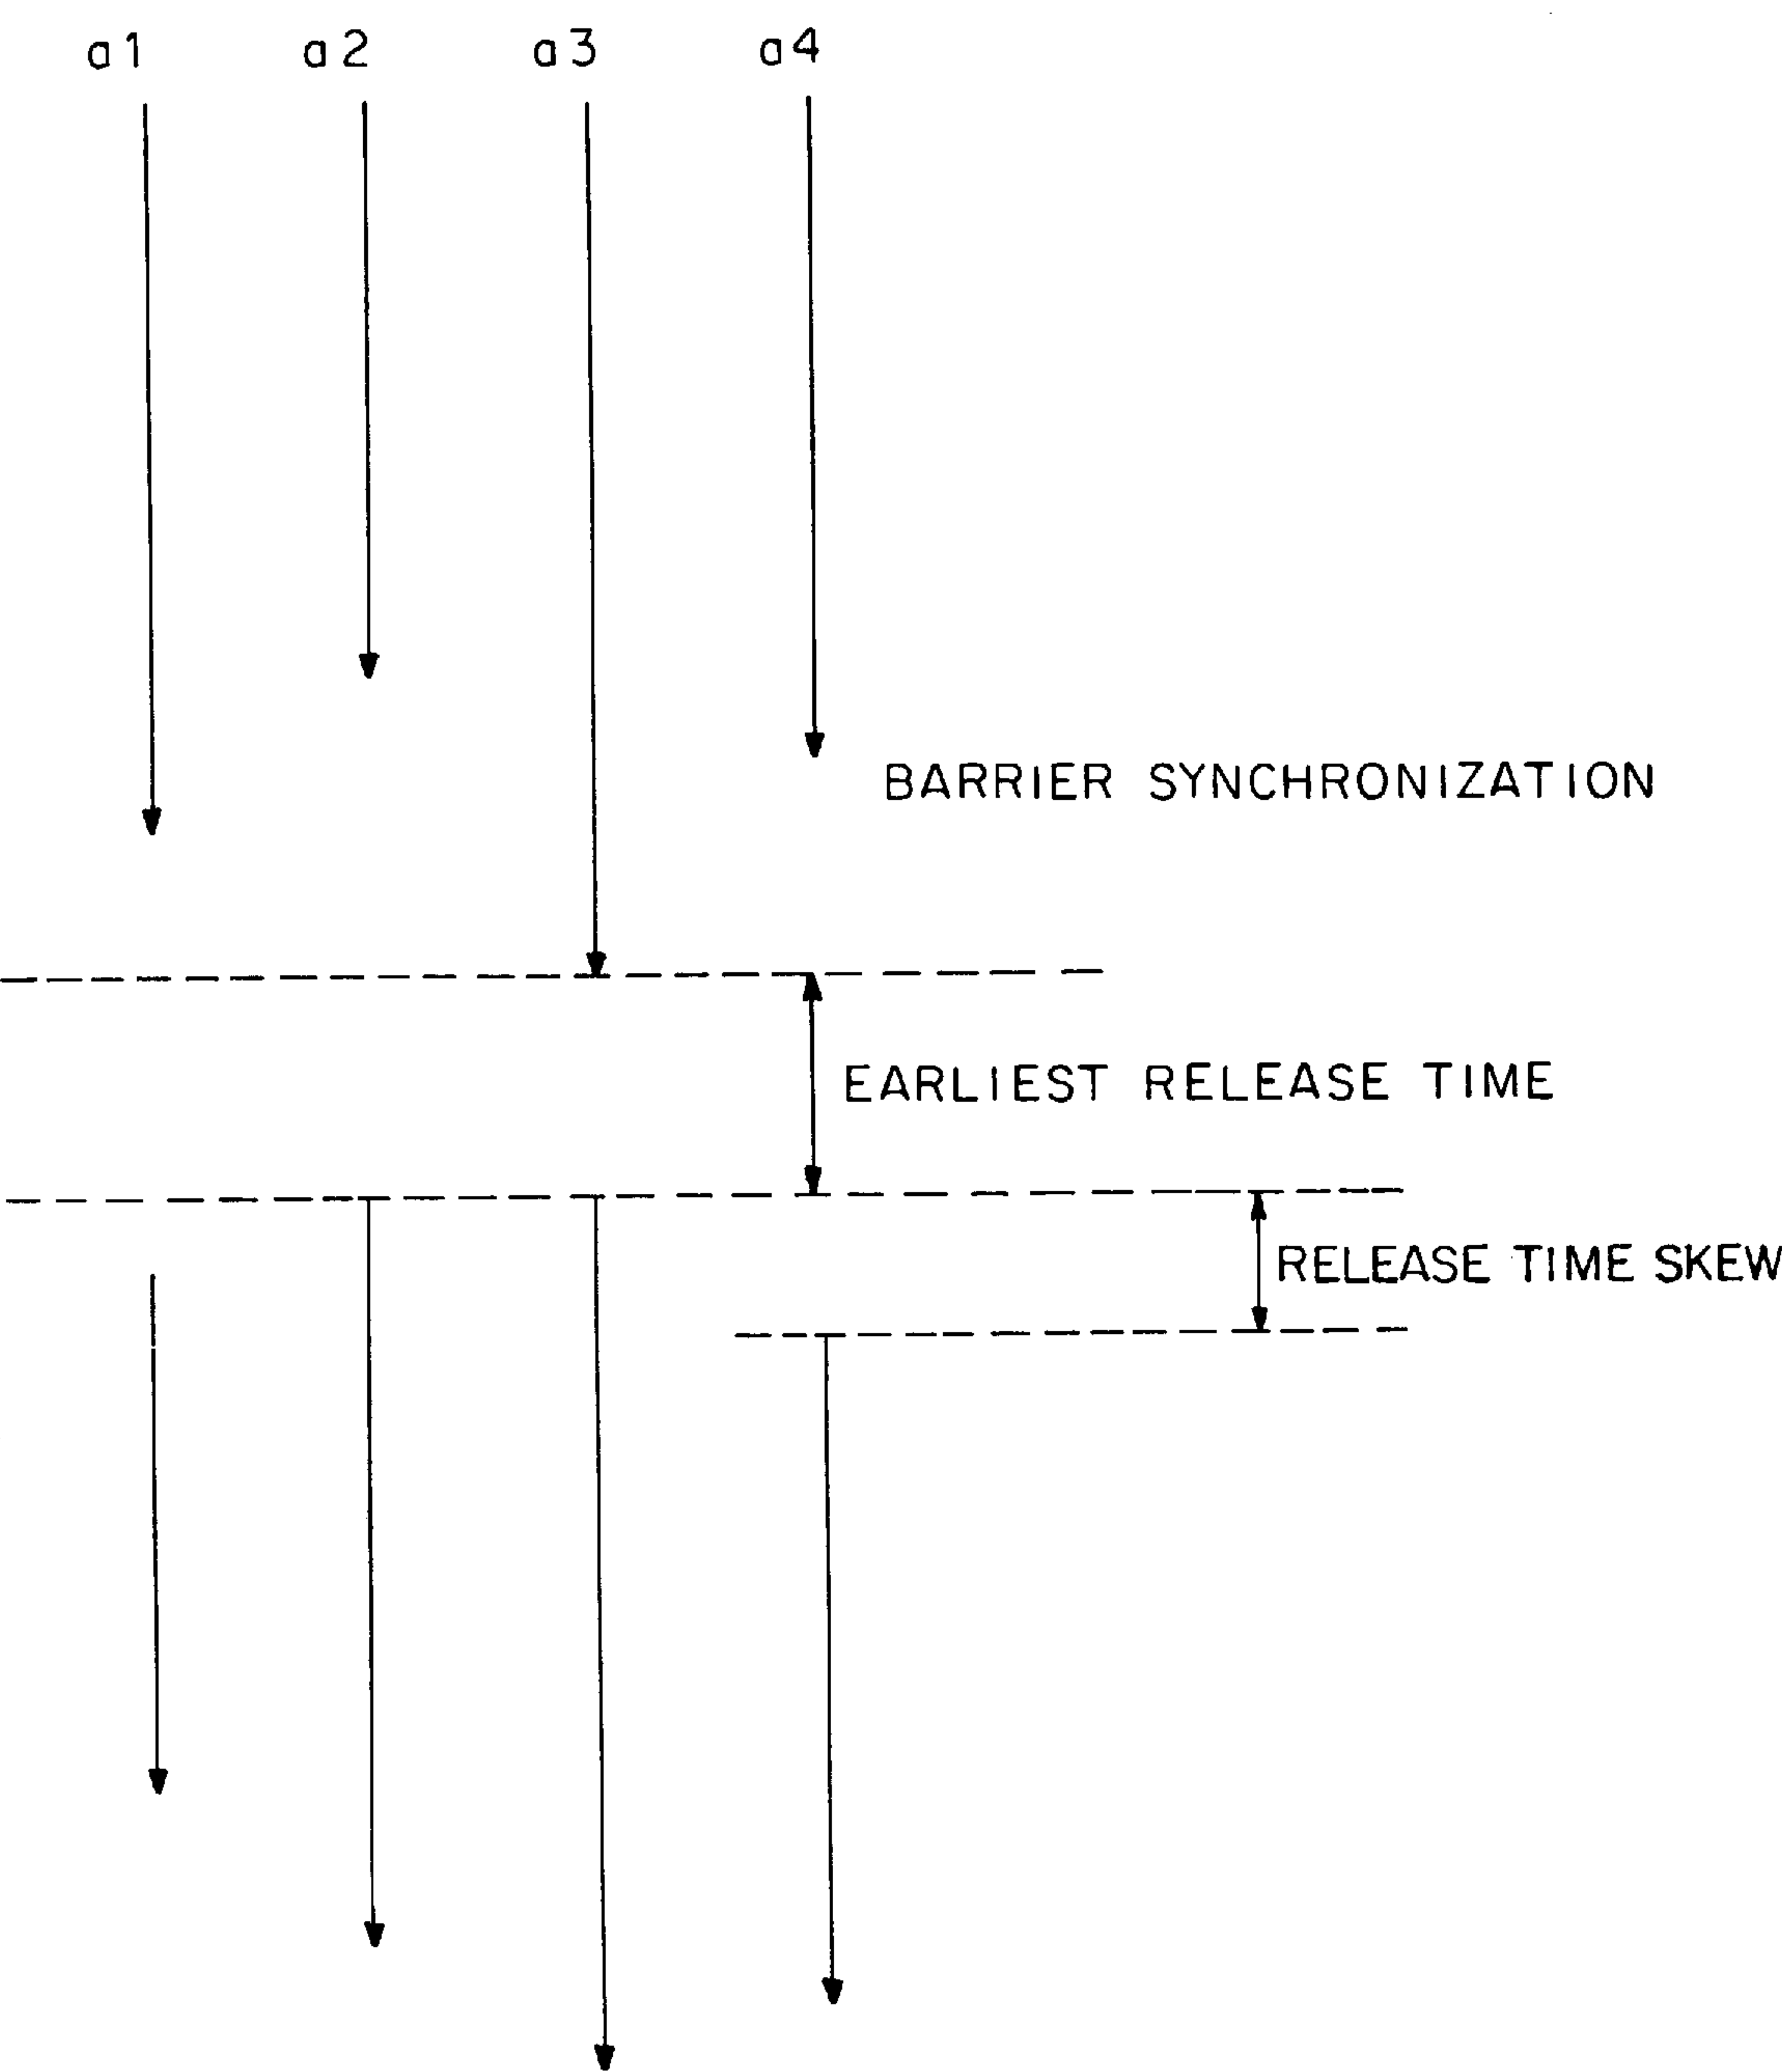 a1 a2 a3 a4
BARRIER SYNCHRONIZATION
EARLIEST RELEASE TIME
RELEASE TIME SKEW